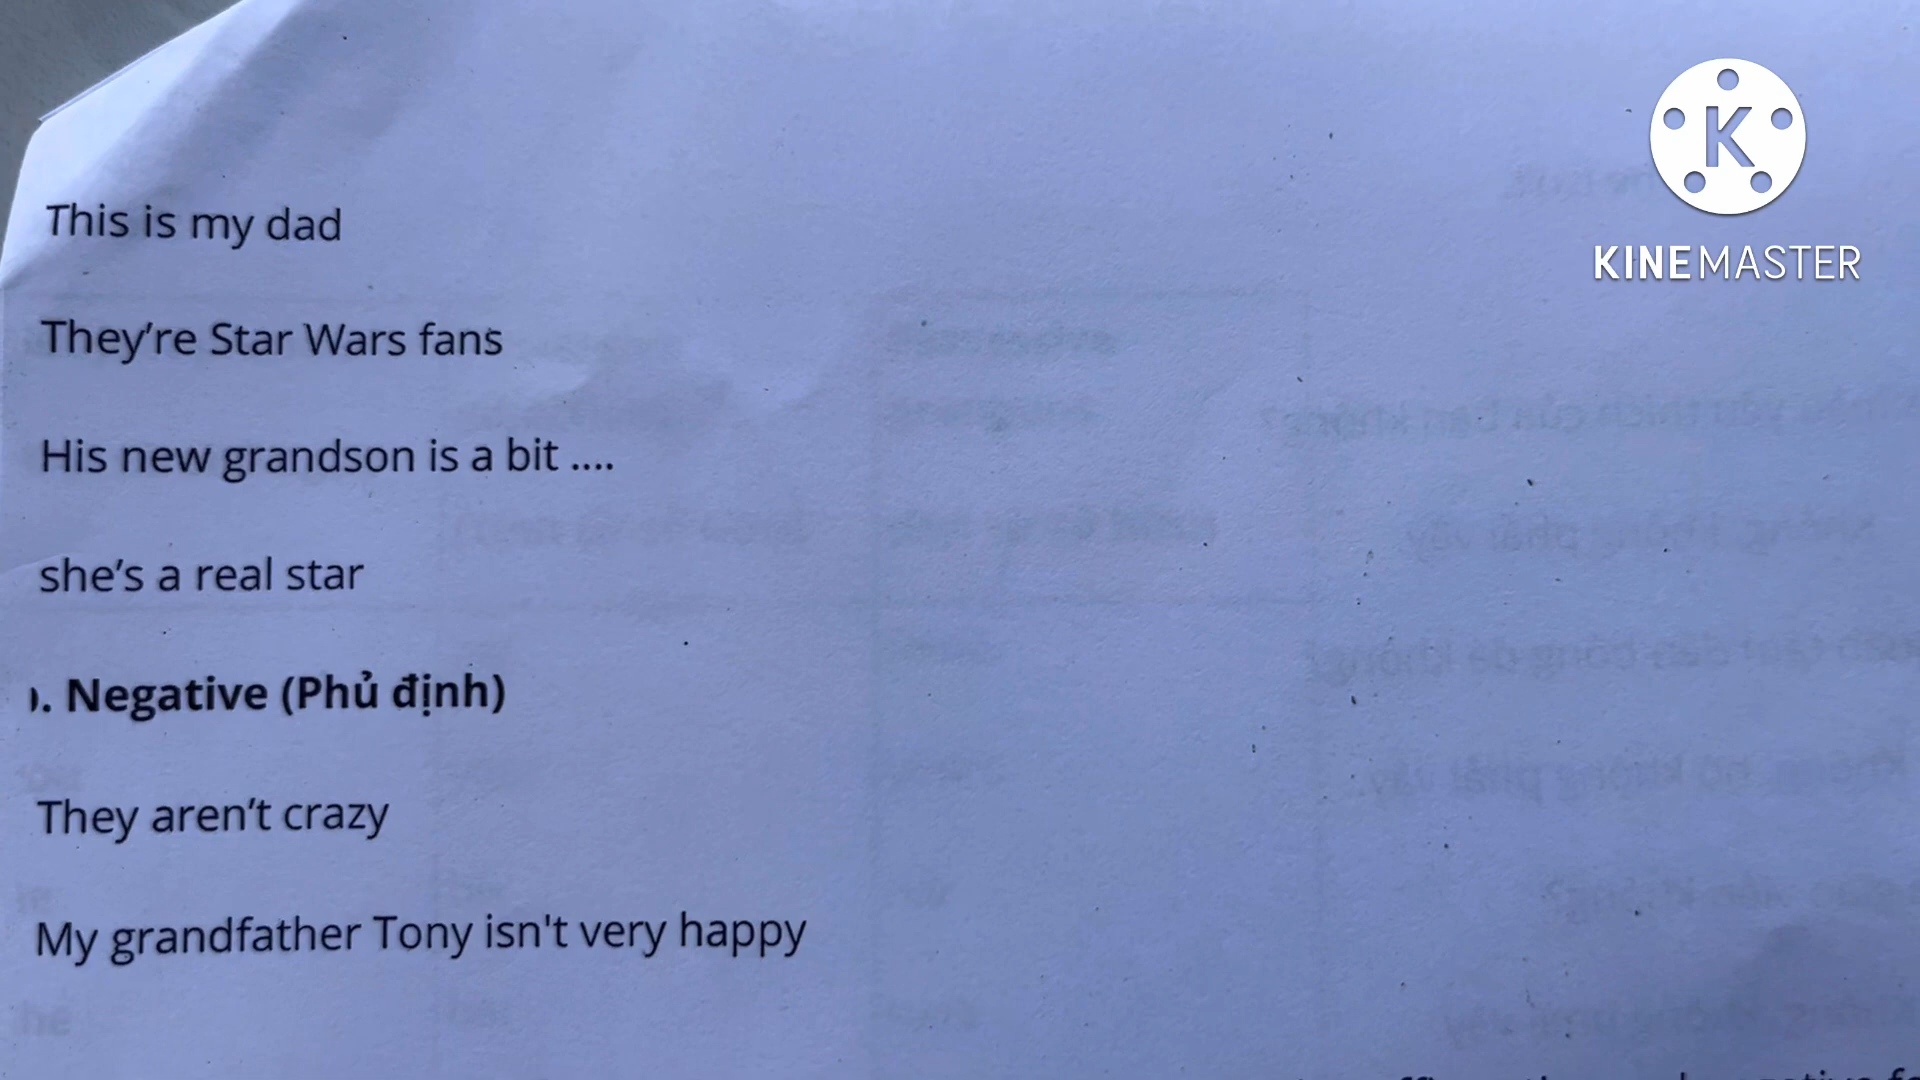 K
KINEMASTER
This is my dad
They’re Star Wars fans
His new grandson is a bit ....
she’s a real star
. Negative (Phủ định)
They aren’t crazy
My grandfather Tony isn't very happy